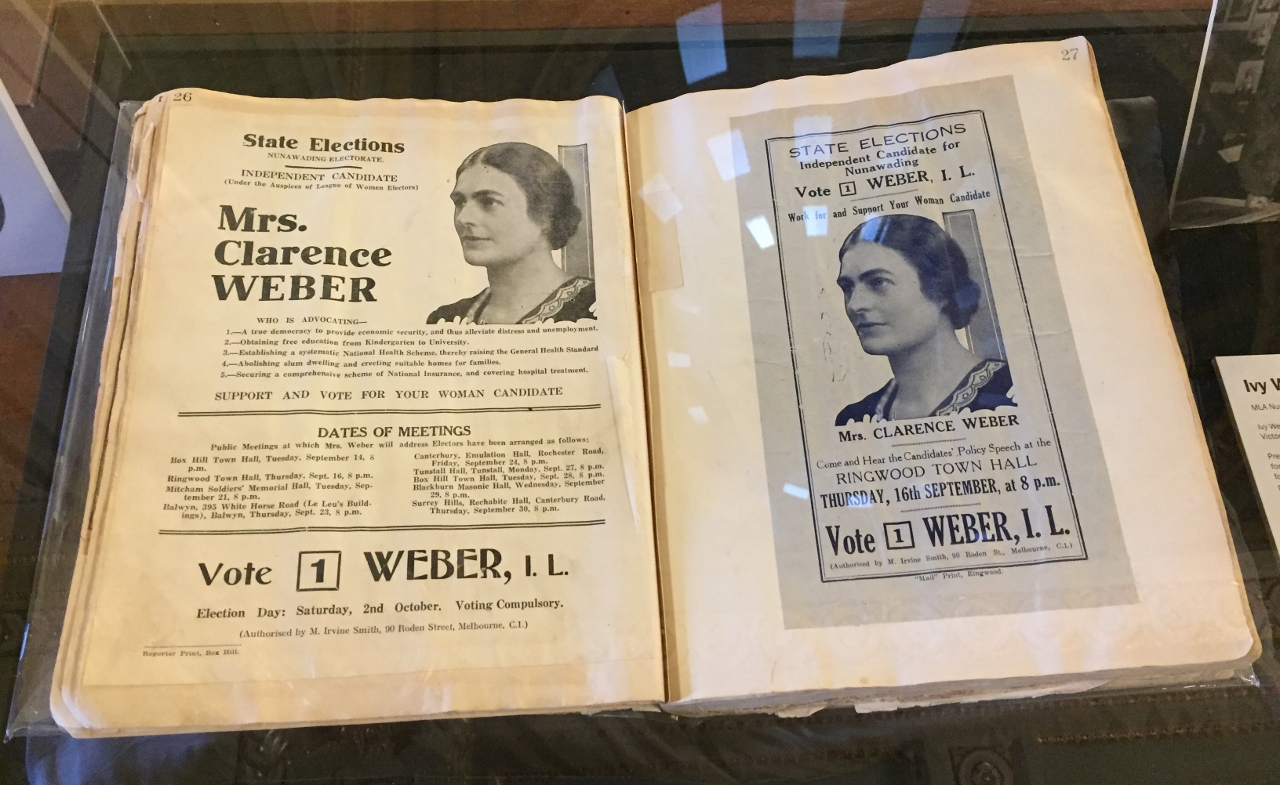 26
State Elections
NUNAWADING ELECTORATE.
INDEPENDENT CANDIDATE
(Under the Auspices of League of Women Electors)
Mrs.
Clarence
WEBER
WHO IS ADVOCATING—
1.—A true democracy to provide economic security, and thus alleviate distress and unemployment.
2.—Obtaining free education from Kindergarten to University.
3.—Establishing a systematic National Health Scheme, thereby raising the General Health Standard
4.—Abolishing slum dwelling and erecting suitable homes for families.
5.—Securing a comprehensive scheme of National Insurance, and covering hospital treatment.
SUPPORT AND VOTE FOR YOUR WOMAN CANDIDATE
DATES OF MEETINGS
Public Meetings at which Mrs. Weber will address Electors have been arranged as follows:
Box Hill Town Hall, Tuesday, September 14, 8
p.m.
Ringwood Town Hall, Thursday, Sept. 16, 8 p.m.
Mitcham Soldiers' Memorial Hall, Tuesday, Sep-
tember 21, 8 p.m.
Balwyn, 395 White Horse Road (Le Leu's Build-
ings), Balwyn, Thursday, Sept. 23, 8 p.m.
Canterbury, Emulation Hall, Rochester Road,
Friday, September 24, 8 p.m.
Tunstall Hall, Tunstall, Monday, Sept. 27, 8 p.m.
Box Hill Town Hall, Tuesday, Sept. 28, 8 p.m.
Blackburn Masonic Hall, Wednesday, September
29, 8 p.m.
Surrey Hills, Rechabite Hall, Canterbury Road,
Thursday, September 30, 8 p.m.
Vote 1 WEBER, I. L.
Election Day: Saturday, 2nd October. Voting Compulsory.
(Authorised by M. Irvine Smith, 90 Roden Street, Melbourne, C.1.)
Reporter Print, Box Hill.
27
STATE ELECTIONS
Independent Candidate for
Nunawading
Vote 1 WEBER, I. L.
Work for and Support Your Woman Candidate
Mrs. CLARENCE WEBER
Come and Hear the Candidates' Policy Speech at the
RINGWOOD TOWN HALL
THURSDAY, 16th SEPTEMBER, at 8 p.m.
Vote 1 WEBER, I. L.
(Authorised by M. Irvine Smith, 90 Roden St., Melbourne, C.1.)
"Mail" Print, Ringwood.
Ivy
MLA
Ivy